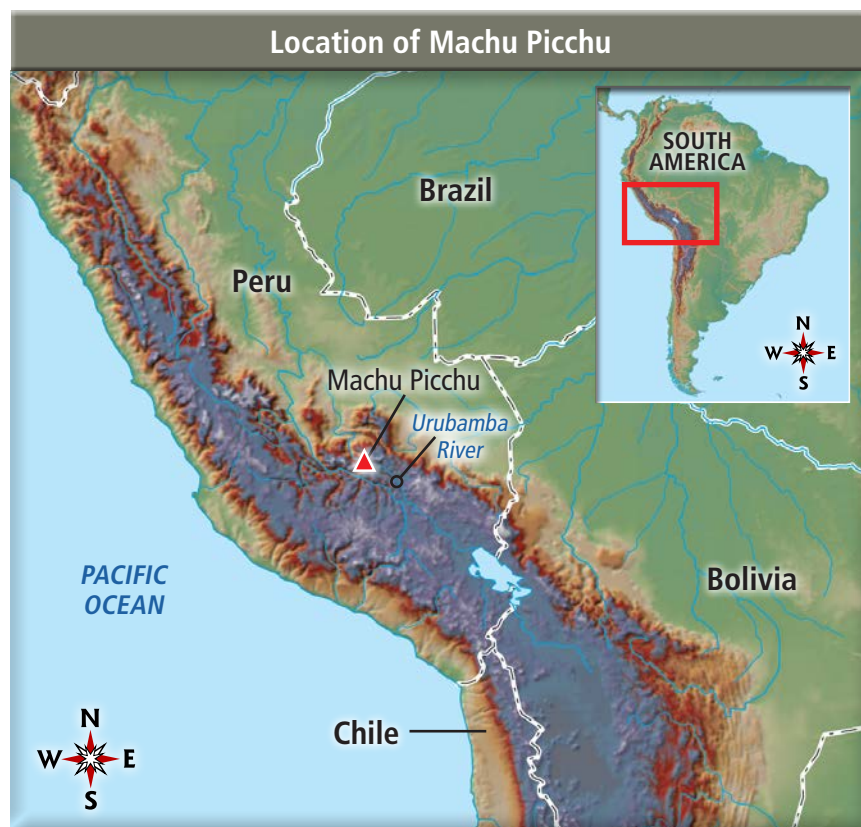 Location of Machu Picchu
SOUTH
AMERICA
N
W E
S
Brazil
Peru
Machu Picchu
Urubamba
River
PACIFIC
OCEAN
Bolivia
Chile
N
W E
S